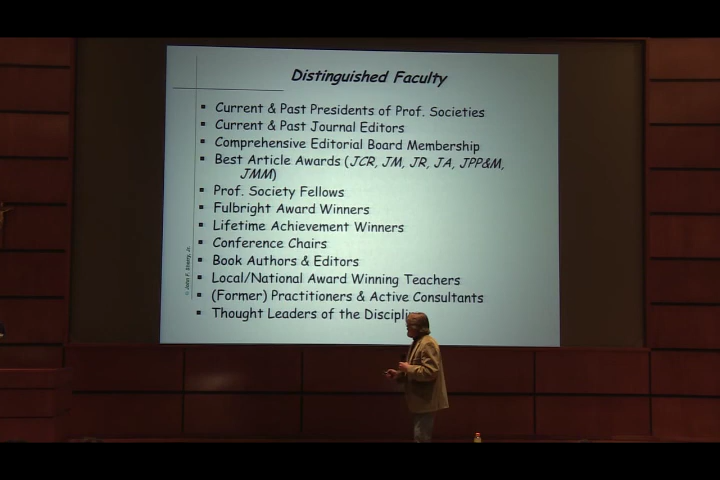 Distinguished Faculty
▪ Current & Past Presidents of Prof. Societies
▪ Current & Past Journal Editors
▪ Comprehensive Editorial Board Membership
▪ Best Article Awards (JCR, JM, JR, JA, JPP&M,
JMM)
▪ Prof. Society Fellows
▪ Fulbright Award Winners
▪ Lifetime Achievement Winners
▪ Conference Chairs
▪ Book Authors & Editors
▪ Local/National Award Winning Teachers
▪ (Former) Practitioners & Active Consultants
▪ Thought Leaders of the
© John F.